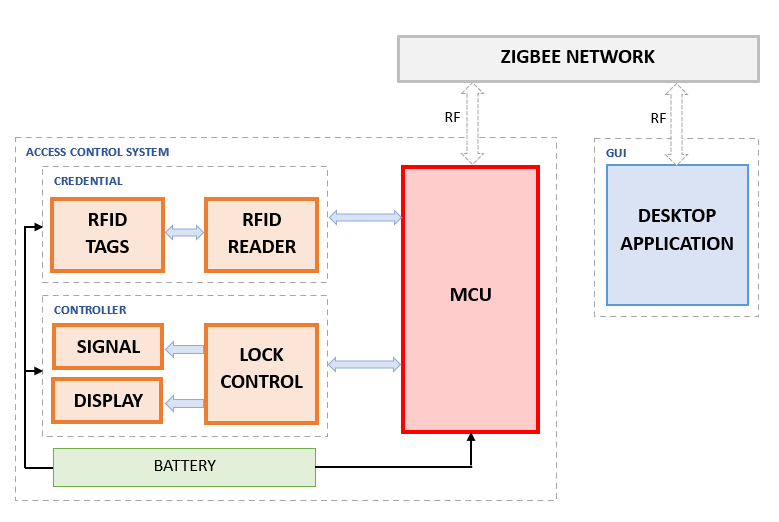 ZIGBEE NETWORK
RF
RF
ACCESS CONTROL SYSTEM
GUI
CREDENTIAL
RFID
TAGS
RFID
READER
DESKTOP
APPLICATION
MCU
CONTROLLER
SIGNAL
LOCK
CONTROL
DISPLAY
BATTERY